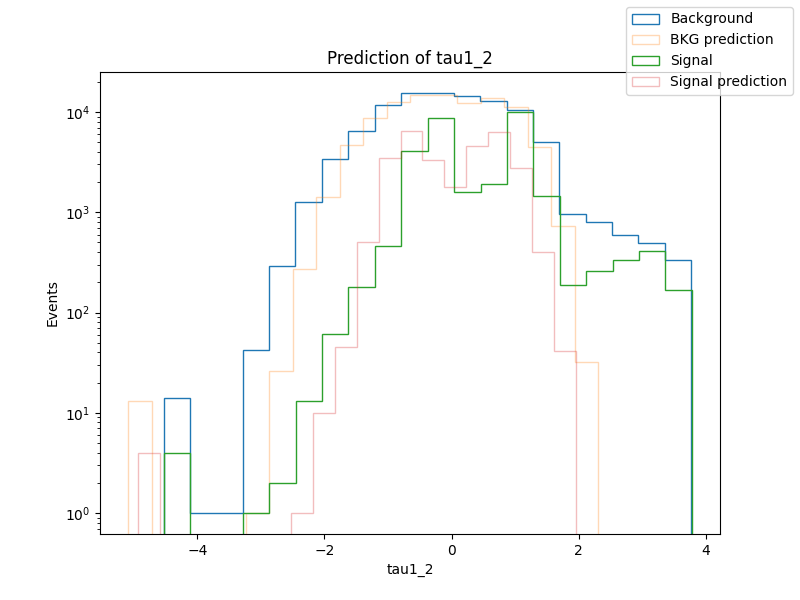 Prediction of tau1_2
Background
BKG prediction
Signal
Signal prediction
Events
10⁴
10³
10²
10¹
10⁰
−4
−2
0
2
4
tau1_2